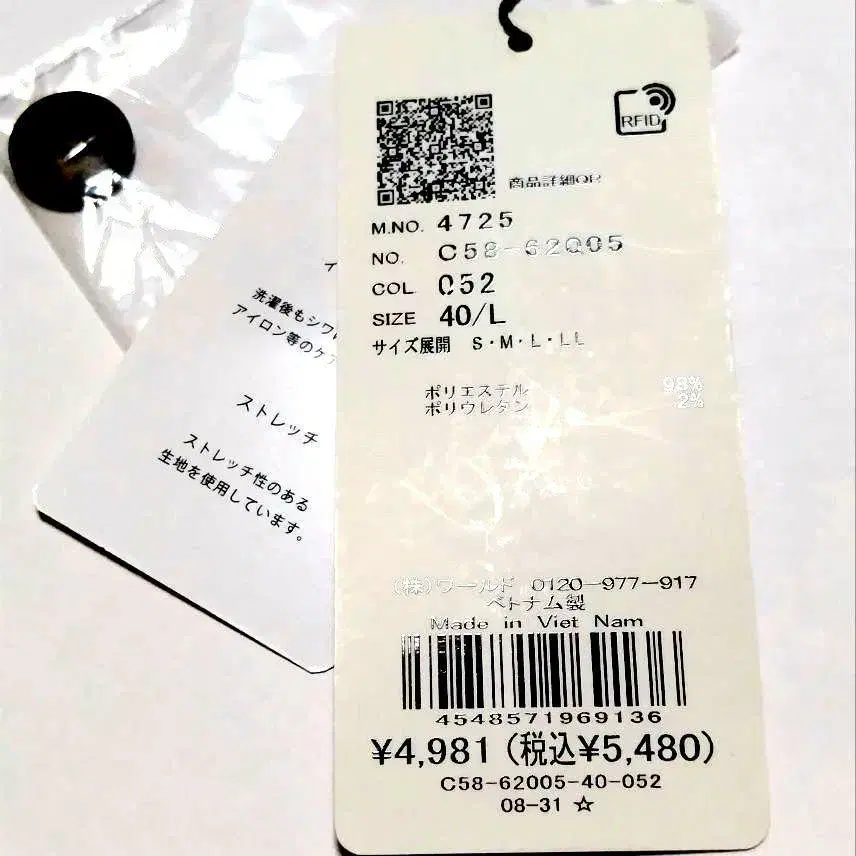 RFID
商品詳細QR
M.NO. 4725
NO. C58-62005
COL 052
SIZE 40/L
サイズ展開 S・M・L・LL
ポリエステル 98%
ポリウレタン 2%
(株)ワールド 0120-977-917
ベトナム製
Made in Viet Nam
4548571969136
¥4,981 (税込¥5,480)
C58-62005-40-052
08-31 ☆
イ
洗濯後もシワ
アイロン等のケア
ストレッチ
ストレッチ性のある
生地を使用しています。